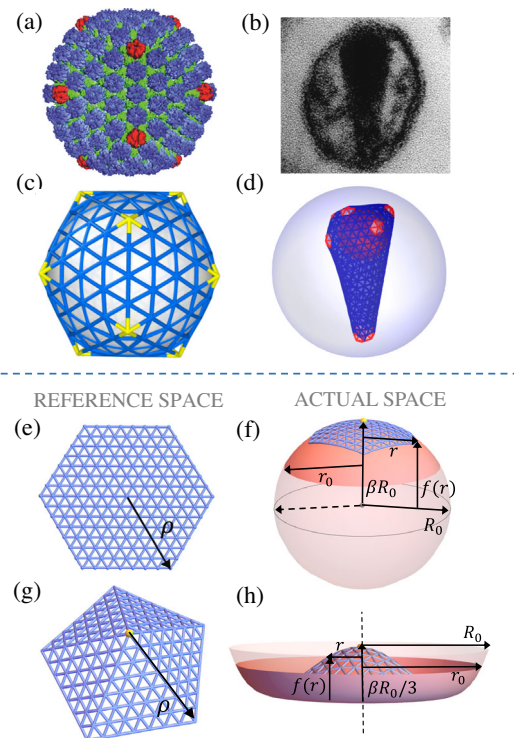 (a) (b)
(c) (d)
REFERENCE SPACE ACTUAL SPACE
(e) (f)
ρ
r
r₀ βR₀ f(r)
R₀
(g) (h)
ρ
r R₀
f(r) βR₀/3 r₀